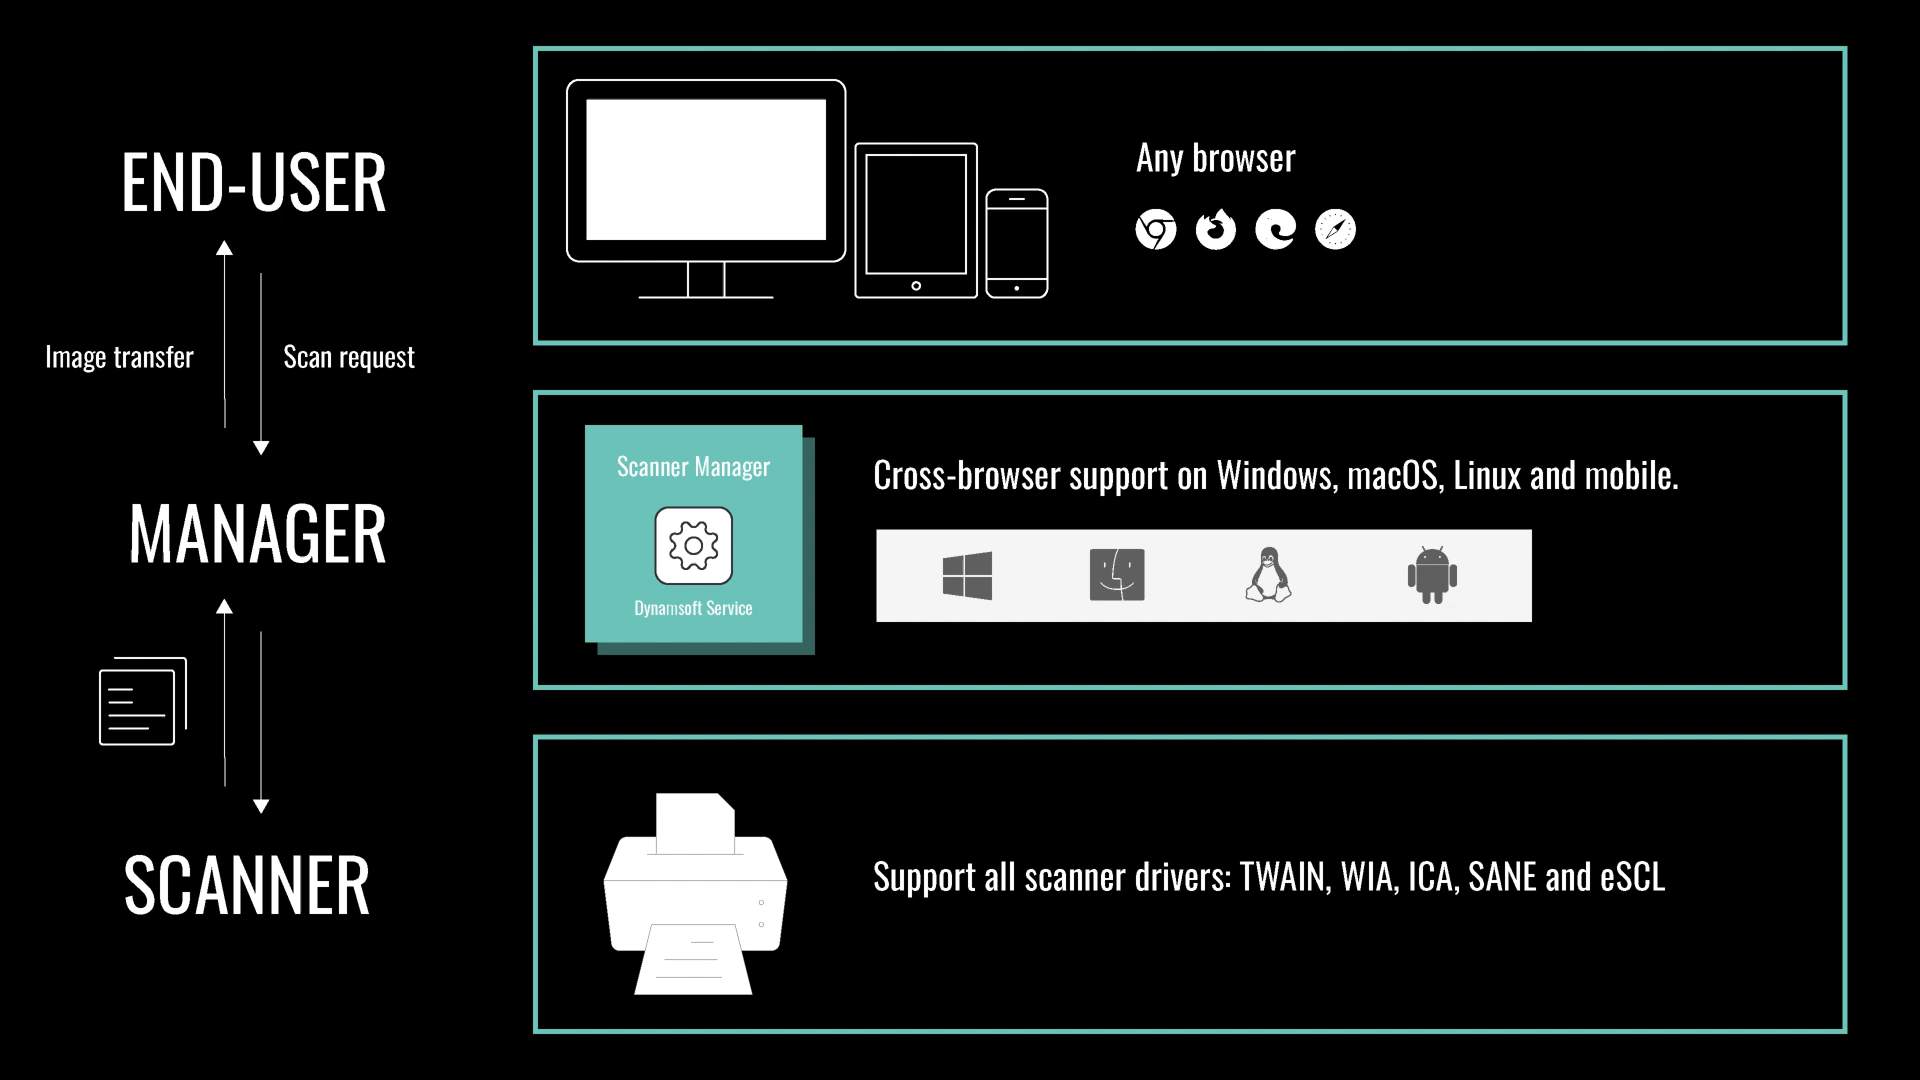 END-USER
Image transfer
Scan request
MANAGER
SCANNER
Any browser
Scanner Manager
Dynamsoft Service
Cross-browser support on Windows, macOS, Linux and mobile.
Support all scanner drivers: TWAIN, WIA, ICA, SANE and eSCL